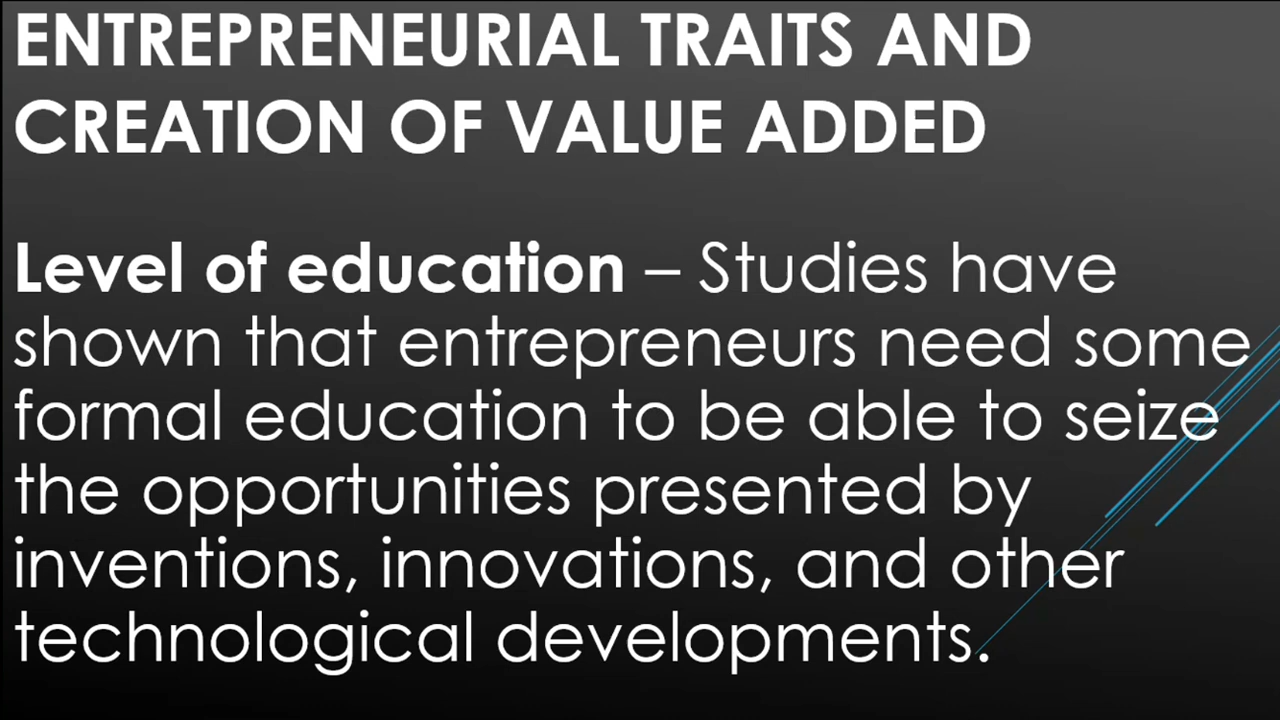 ENTREPRENEURIAL TRAITS AND
CREATION OF VALUE ADDED
Level of education – Studies have
shown that entrepreneurs need some
formal education to be able to seize
the opportunities presented by
inventions, innovations, and other
technological developments.